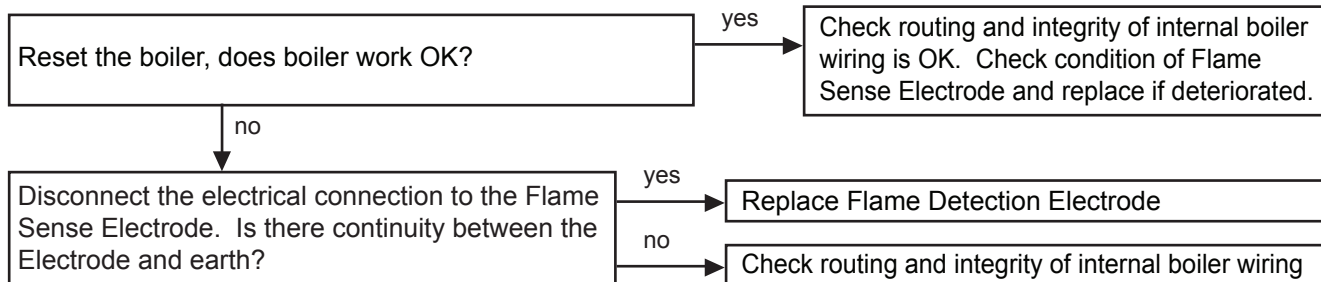 Reset the boiler, does boiler work OK?
yes
Check routing and integrity of internal boiler
wiring is OK.  Check condition of Flame
Sense Electrode and replace if deteriorated.
no
Disconnect the electrical connection to the Flame
Sense Electrode.  Is there continuity between the
Electrode and earth?
yes
Replace Flame Detection Electrode
no
Check routing and integrity of internal boiler wiring